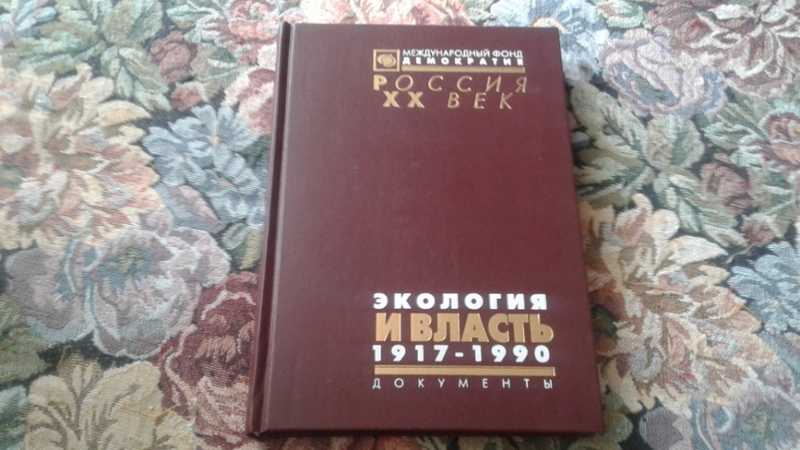 МЕЖДУНАРОДНЫЙ ФОНД
ДЕМОКРАТИЯ
РОССИЯ
XX ВЕК
ЭКОЛОГИЯ
И ВЛАСТЬ
1917-1990
ДОКУМЕНТЫ